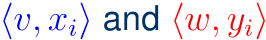 ⟨v, x_i⟩ and ⟨w, y_i⟩